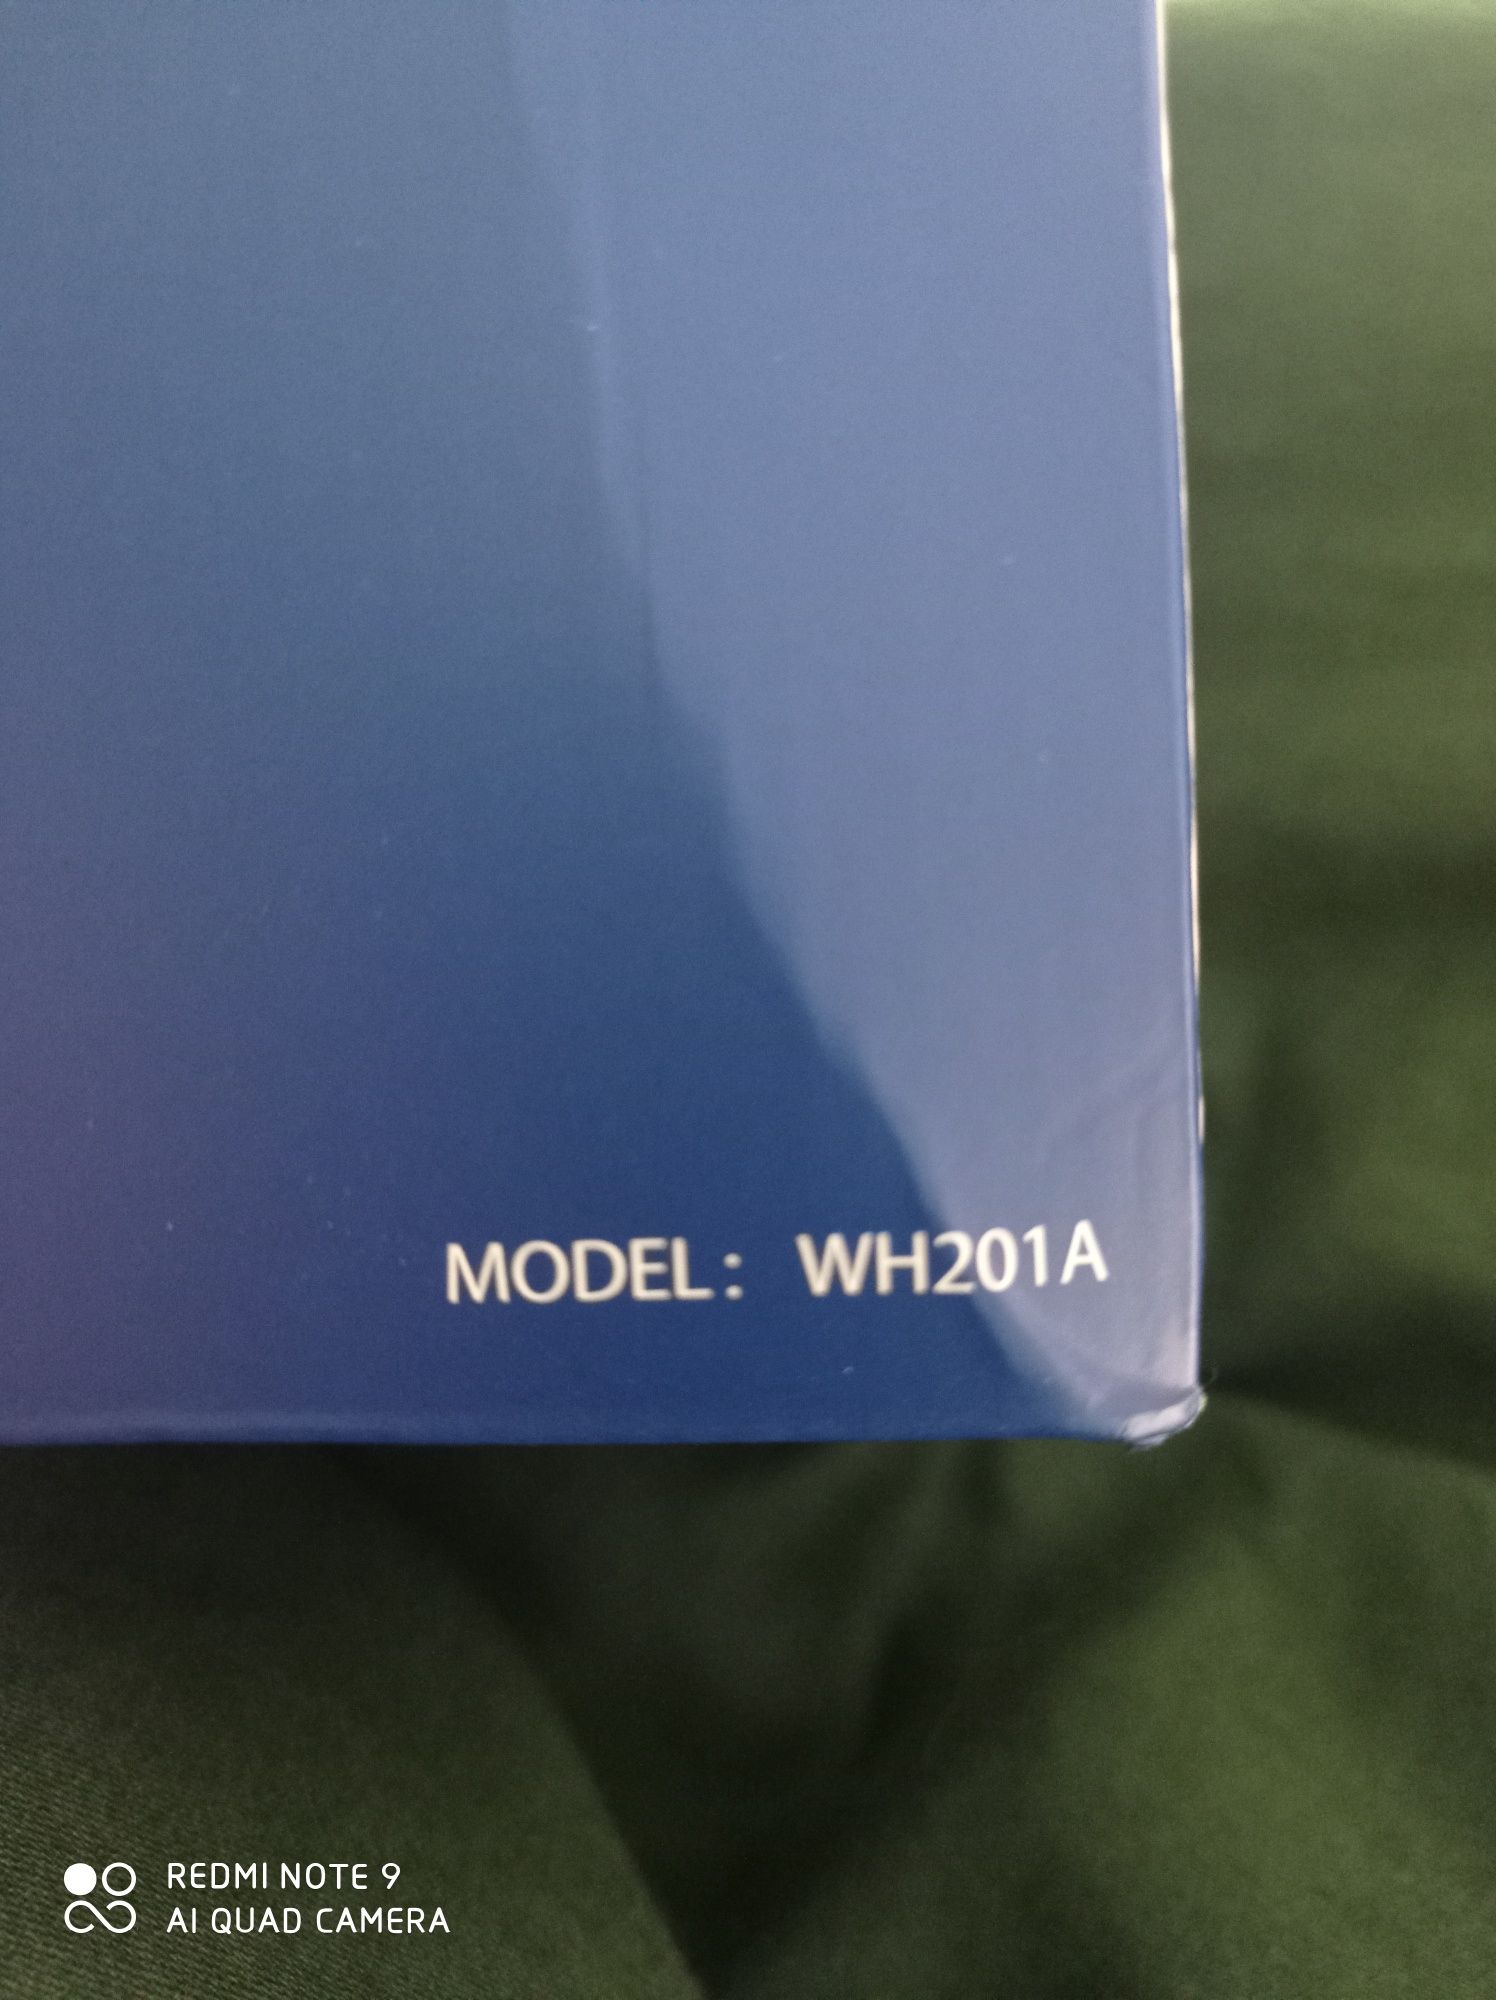 MODEL: WH201A
REDMI NOTE 9
AI QUAD CAMERA